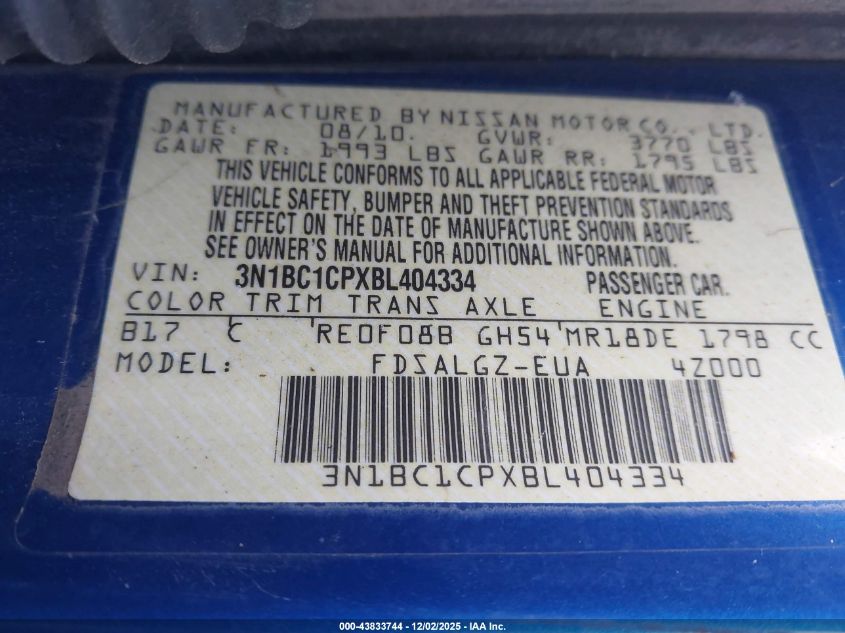 MANUFACTURED BY NISSAN MOTOR CO., LTD.
DATE: 08/10. GVWR: 3770 LBS
GAWR FR: 1993 LBS GAWR RR: 1795 LBS
THIS VEHICLE CONFORMS TO ALL APPLICABLE FEDERAL MOTOR
VEHICLE SAFETY, BUMPER AND THEFT PREVENTION STANDARDS
IN EFFECT ON THE DATE OF MANUFACTURE SHOWN ABOVE.
SEE OWNER'S MANUAL FOR ADDITIONAL INFORMATION.
VIN: 3N1BC1CPXBL404334 PASSENGER CAR.
COLOR TRIM TRANS AXLE ENGINE
B17 C RE0F08B GH54 MR18DE 1798 CC
MODEL: FDSALGZ-EUA 4Z000
3N1BC1CPXBL404334
000-43833744 - 12/02/2025 - IAA Inc.